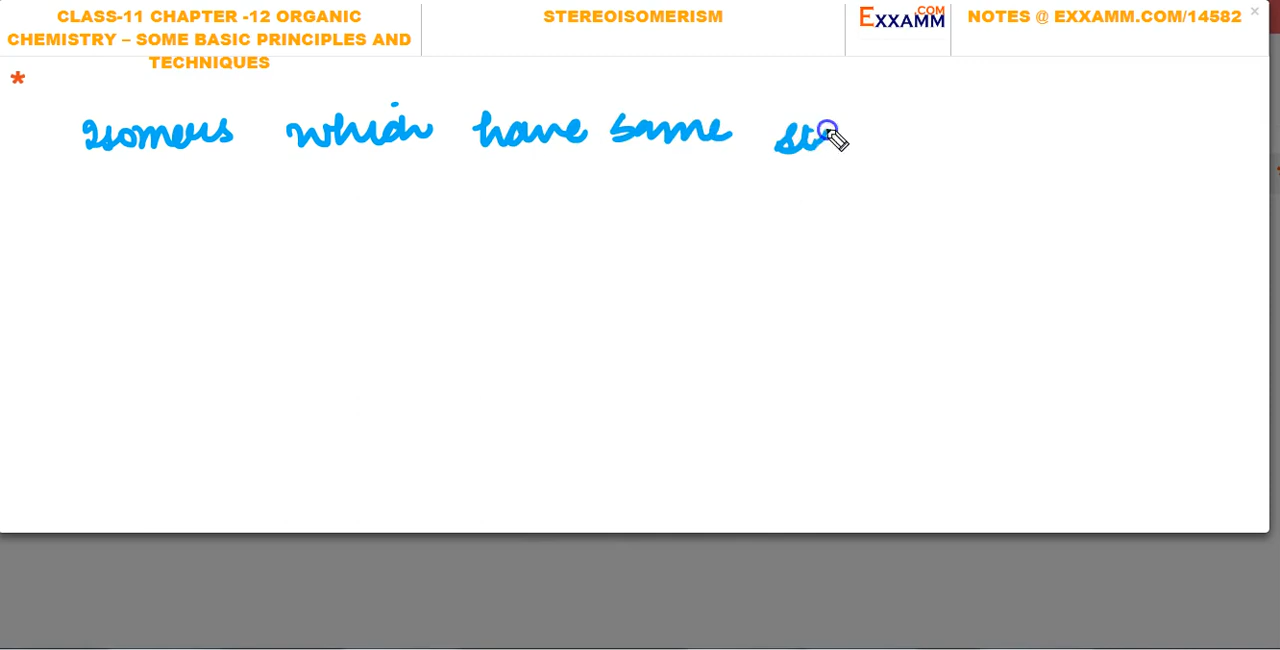 CLASS-11 CHAPTER -12 ORGANIC
CHEMISTRY – SOME BASIC PRINCIPLES AND
TECHNIQUES
STEREOISOMERISM
EXXAMM.COM
NOTES @ EXXAMM.COM/14582
×
*
Isomers which have same st